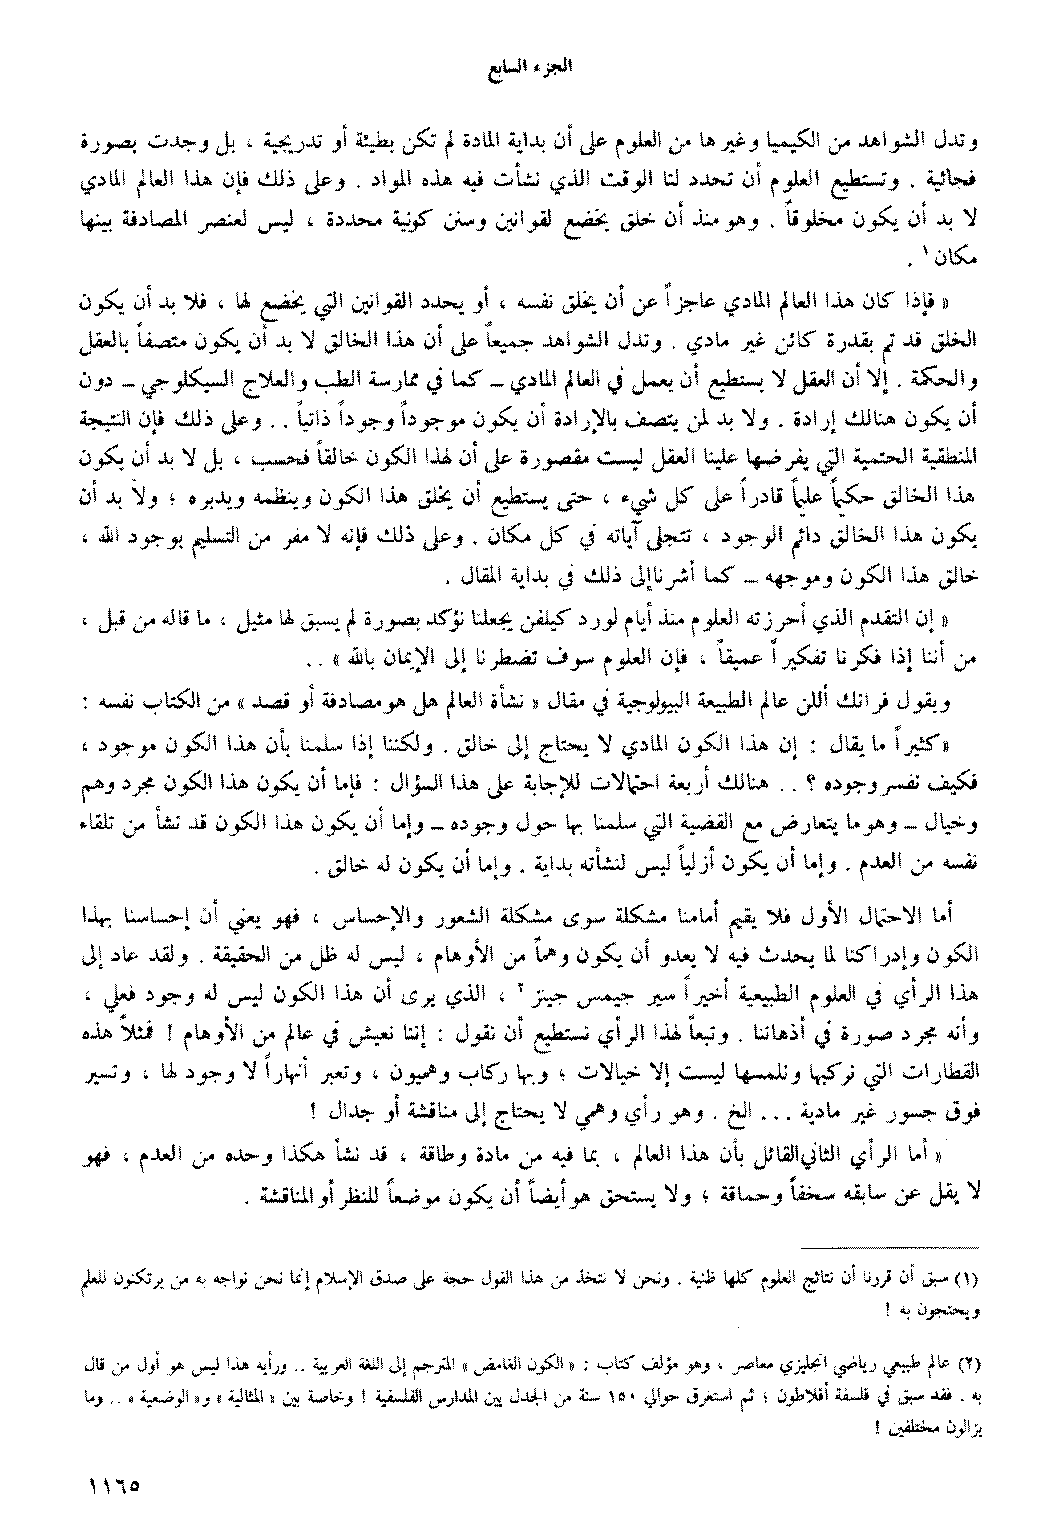 الجزء السابع
وتدل الشواهد من الكيميا وغيرها من العلوم على أن بداية المادة لم تكن بطيئة أو تدريجية ، بل وجدت بصورة
فجائية . وتستطيع العلوم أن تحدد لنا الوقت الذي نشأت فيه هذه المواد . وعلى ذلك فإن هذا العالم المادي
لا بد أن يكون مخلوقاً . وهو منذ أن خلق يخضع لقوانين وسنن كونية محددة ، ليس لعنصر المصادفة بينها
مكان ١ .
« فإذا كان هذا العالم المادي عاجزاً عن أن يخلق نفسه ، أو يحدد القوانين التي يخضع لها ، فلا بد أن يكون
الخلق قد تم بقدرة كائن غير مادي . وتدل الشواهد جميعاً على أن هذا الخالق لا بد أن يكون متصفاً بالعقل
والحكمة . إلا أن العقل لا يستطيع أن يعمل في العالم المادي – كما في ممارسة الطب والعلاج السيكلوجي – دون
أن يكون هنالك إرادة . ولا بد لمن يتصف بالإرادة أن يكون موجوداً وجوداً ذاتياً . . وعلى ذلك فإن النتيجة
المنطقية الحتمية التي يفرضها علينا العقل ليست مقصورة على أن لهذا الكون خالقاً فحسب ، بل لا بد أن يكون
هذا الخالق حكيماً عليماً قادراً على كل شيء ، حتى يستطيع أن يخلق هذا الكون وينظمه ويدبره ؛ ولا بد أن
يكون هذا الخالق دائم الوجود ، تتجلى آياته في كل مكان . وعلى ذلك فإنه لا مفر من التسليم بوجود الله ،
خالق هذا الكون وموجهه – كما أشرنا إلى ذلك في بداية المقال .
« إن التقدم الذي أحرزته العلوم منذ أيام لورد كيلفن يجعلنا نؤكد بصورة لم يسبق لها مثيل ، ما قاله من قبل ،
من أننا إذا فكرنا تفكيراً عميقاً ، فإن العلوم سوف تضطرنا إلى الإيمان بالله » . .
ويقول فرانك أللن عالم الطبيعة البيولوجية في مقال « نشأة العالم هل هو مصادفة أو قصد » من الكتاب نفسه :
« كثيراً ما يقال : إن هذا الكون المادي لا يحتاج إلى خالق . ولكننا إذا سلمنا بأن هذا الكون موجود ،
فكيف نفسر وجوده ؟ . . هنالك أربعة احتمالات للإجابة على هذا السؤال : فإما أن يكون هذا الكون مجرد وهم
وخيال – وهو ما يتعارض مع القضية التي سلمنا بها حول وجوده – وإما أن يكون هذا الكون قد نشأ من تلقاء
نفسه من العدم . وإما أن يكون أزلياً ليس لنشأته بداية . وإما أن يكون له خالق .
أما الاحتمال الأول فلا يقيم أمامنا مشكلة سوى مشكلة الشعور والإحساس ، فهو يعني أن إحساسنا بهذا
الكون وإدراكنا لما يحدث فيه لا يعدو أن يكون وهماً من الأوهام ، ليس له ظل من الحقيقة . ولقد عاد إلى
هذا الرأي في العلوم الطبيعية أخيراً سير جيمس جينز ٢ ، الذي يرى أن هذا الكون ليس له وجود فعلي ،
وأنه مجرد صورة في أذهاننا . وتبعاً لهذا الرأي نستطيع أن نقول : إننا نعيش في عالم من الأوهام ! فمثلاً هذه
القطارات التي نركبها ونلمسها ليست إلا خيالات ؛ وبها ركاب وهميون ، وتعبر أنهاراً لا وجود لها ، وتسير
فوق جسور غير مادية ... الخ . وهو رأي وهمي لا يحتاج إلى مناقشة أو جدال !
« أما الرأي الثاني القائل بأن هذا العالم ، بما فيه من مادة وطاقة ، قد نشأ هكذا وحده من العدم ، فهو
لا يقل عن سابقه سخفاً وحماقة ؛ ولا يستحق هو أيضاً أن يكون موضعاً للنظر أو المناقشة .
(١) سبق أن قررنا أن نتائج العلوم كلها ظنية . ونحن لا نتخذ من هذا القول حجة على صدق الإسلام إنما نحن نواجه به من يرتكنون للعلم
ويحتجون به !
(٢) عالم طبيعي رياضي انجليزي معاصر ، وهو مؤلف كتاب : « الكون الغامض » المترجم إلى اللغة العربية .. ورأيه هذا ليس هو أول من قال
به . فقد سبق في فلسفة أفلاطون ؛ ثم استغرق حوالي ١٥٠ سنة من الجدل بين المدارس الفلسفية ! وخاصة بين « المثالية » و« الوضعية » .. وما
يزالون مختلفين !
١١٦٥